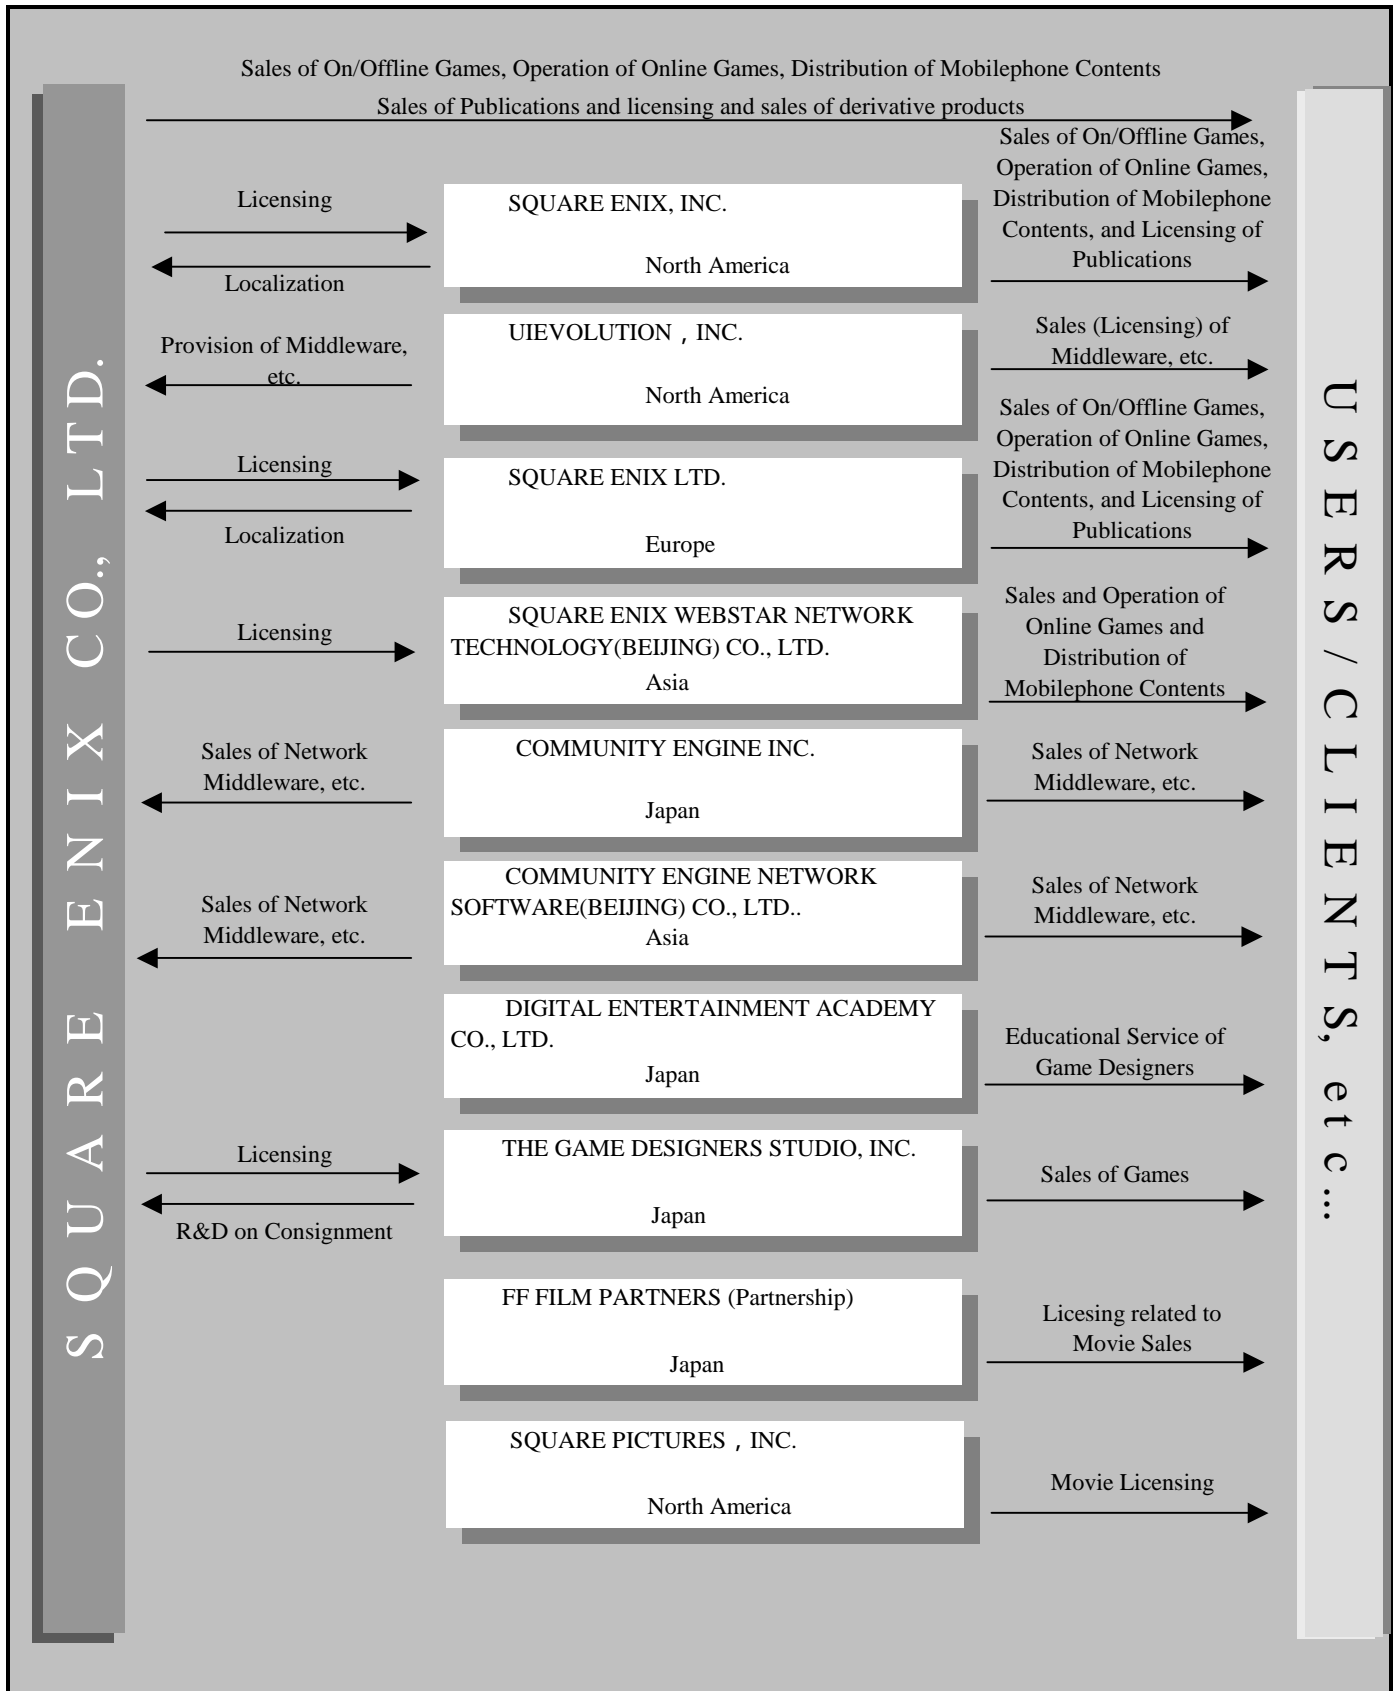 Sales of On/Offline Games, Operation of Online Games, Distribution of Mobilephone Contents
Sales of Publications and licensing and sales of derivative products
SQUARE ENIX CO., LTD.
USERS/CLIENTS, etc...
Licensing
Localization
SQUARE ENIX, INC.
North America
Sales of On/Offline Games,
Operation of Online Games,
Distribution of Mobilephone
Contents, and Licensing of
Publications
Provision of Middleware,
etc.
UIEVOLUTION , INC.
North America
Sales (Licensing) of
Middleware, etc.
Licensing
Localization
SQUARE ENIX LTD.
Europe
Sales of On/Offline Games,
Operation of Online Games,
Distribution of Mobilephone
Contents, and Licensing of
Publications
Licensing
SQUARE ENIX WEBSTAR NETWORK
TECHNOLOGY(BEIJING) CO., LTD.
Asia
Sales and Operation of
Online Games and
Distribution of
Mobilephone Contents
Sales of Network
Middleware, etc.
COMMUNITY ENGINE INC.
Japan
Sales of Network
Middleware, etc.
Sales of Network
Middleware, etc.
COMMUNITY ENGINE NETWORK
SOFTWARE(BEIJING) CO., LTD..
Asia
Sales of Network
Middleware, etc.
DIGITAL ENTERTAINMENT ACADEMY
CO., LTD.
Japan
Educational Service of
Game Designers
Licensing
R&D on Consignment
THE GAME DESIGNERS STUDIO, INC.
Japan
Sales of Games
FF FILM PARTNERS (Partnership)
Japan
Licesing related to
Movie Sales
SQUARE PICTURES , INC.
North America
Movie Licensing